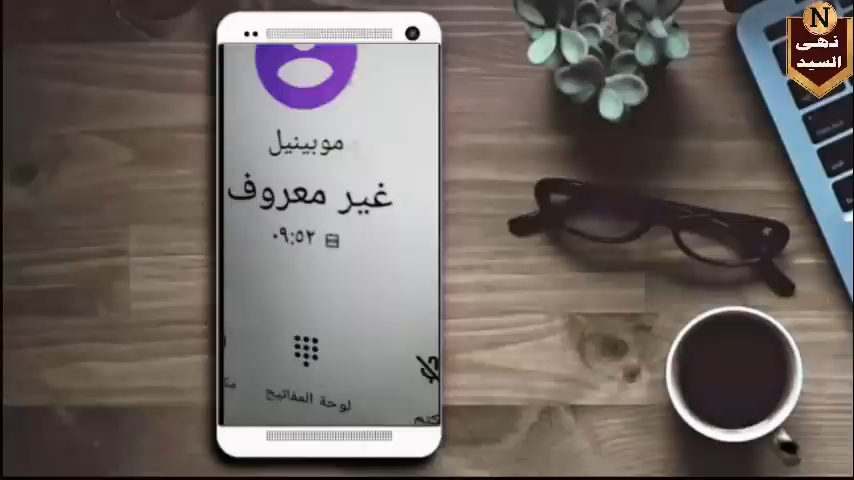 N
نهى
السيد
موبينيل
غير معروف
٠٩:٥٢
لوحة المفاتيح
كتم